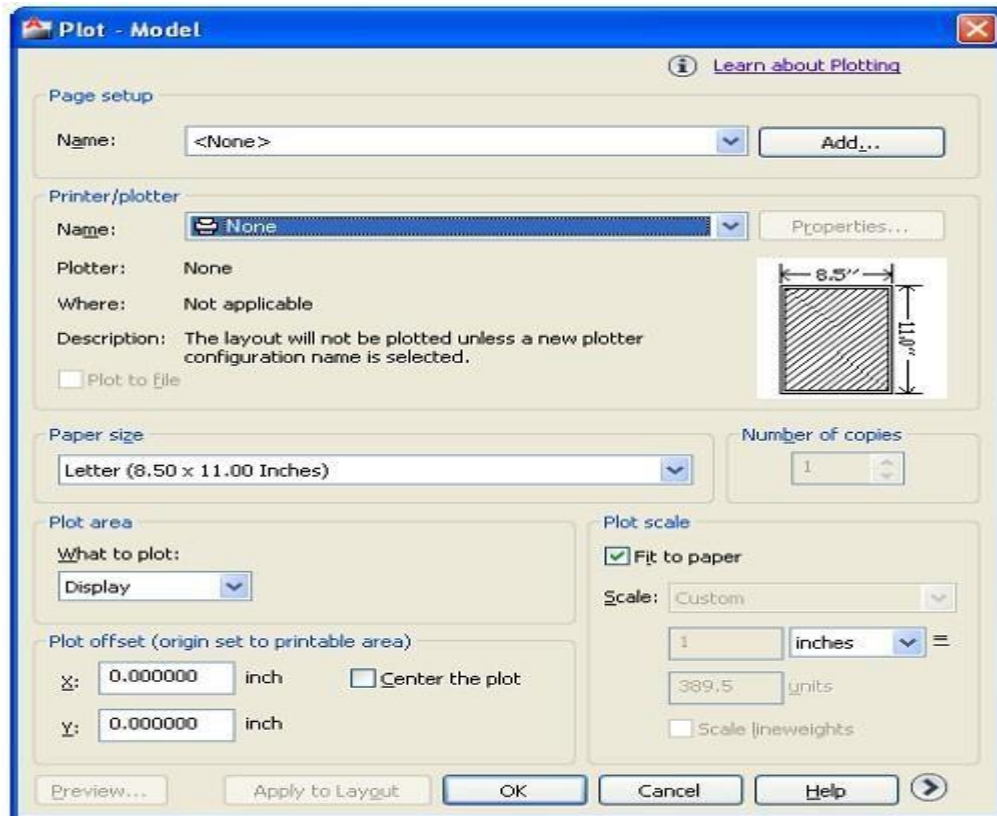 Plot - Model
Learn about Plotting
Page setup
Name: <None> Add...
Printer/plotter
Name: None Properties...
Plotter: None
Where: Not applicable
Description: The layout will not be plotted unless a new plotter
configuration name is selected.
Plot to file
8.5″
11.0″
Paper size
Letter (8.50 x 11.00 Inches)
Number of copies
1
Plot area
What to plot:
Display
Plot scale
Fit to paper
Scale: Custom
1 inches =
389.5 units
Scale lineweights
Plot offset (origin set to printable area)
X: 0.000000 inch Center the plot
Y: 0.000000 inch
Preview... Apply to Layout OK Cancel Help